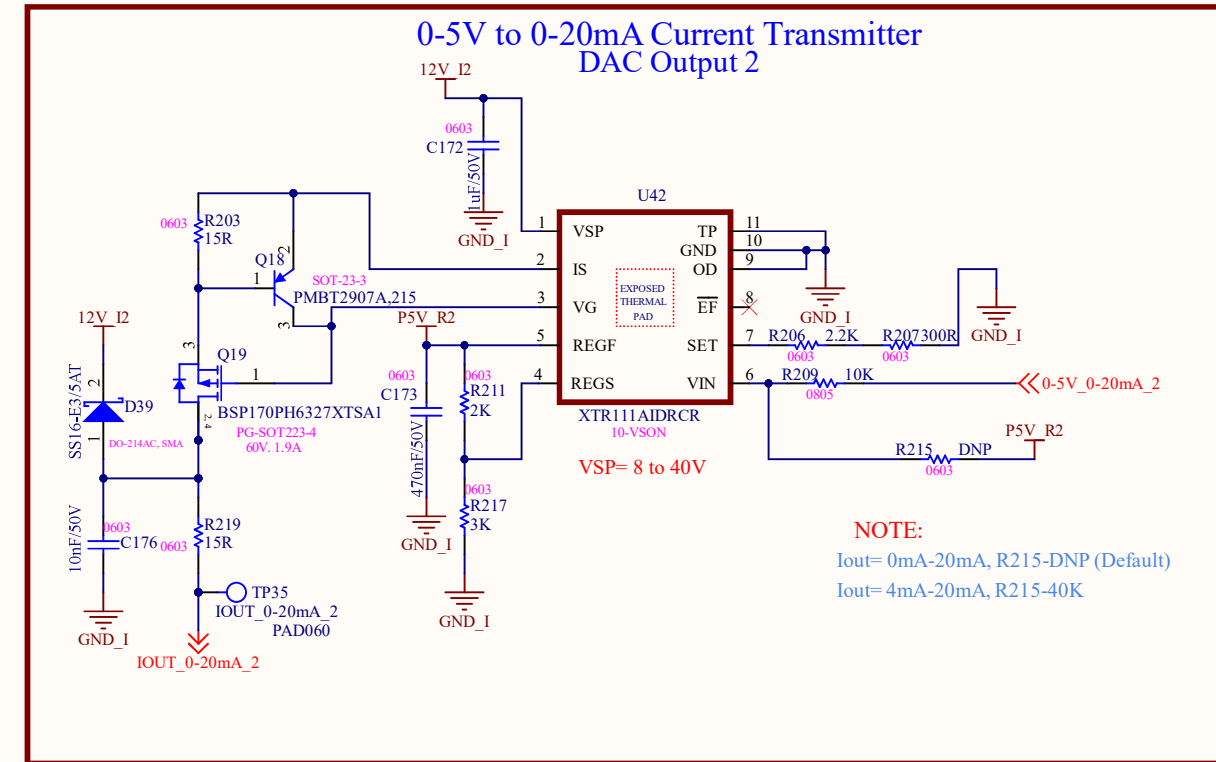 0-5V to 0-20mA Current Transmitter
DAC Output 2
12V_I2
0603
C172
1uF/50V
GND_I
U42
1 VSP
2 IS
3 VG
5 REGF
4 REGS
TP 11
GND 10
OD 9
EF 8
SET 7
VIN 6
EXPOSED
THERMAL
PAD
XTR111AIDRCR
10-VSON
VSP= 8 to 40V
0603
R203
15R
Q18
1
2
3
SOT-23-3
PMBT2907A,215
12V_I2
SS16-E3/5AT
2
D39
1
DO-214AC, SMA
3
Q19
1
2, 4
BSP170PH6327XTSA1
PG-SOT223-4
60V. 1.9A
10nF/50V
0603
C176
GND_I
0603
R219
15R
TP35
IOUT_0-20mA_2
PAD060
IOUT_0-20mA_2
P5V_R2
0603
C173
470nF/50V
GND_I
0603
R211
2K
0603
R217
3K
GND_I
GND_I
GND_I
R206 2.2K
0603
R207300R
0603
R209 10K
0805
0-5V_0-20mA_2
R215 DNP
0603
P5V_R2
NOTE:
Iout= 0mA-20mA, R215-DNP (Default)
Iout= 4mA-20mA, R215-40K